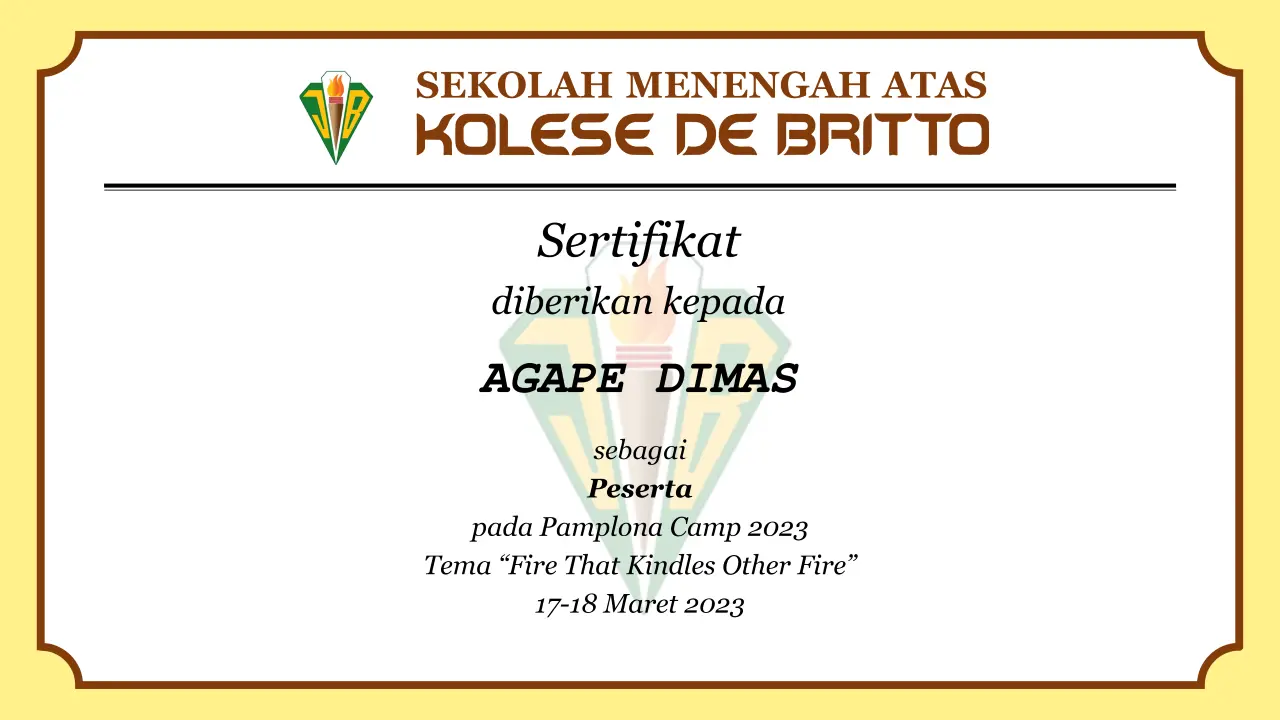 SEKOLAH MENENGAH ATAS
KOLESE DE BRITTO
Sertifikat
diberikan kepada
AGAPE DIMAS
sebagai
Peserta
pada Pamplona Camp 2023
Tema “Fire That Kindles Other Fire”
17-18 Maret 2023